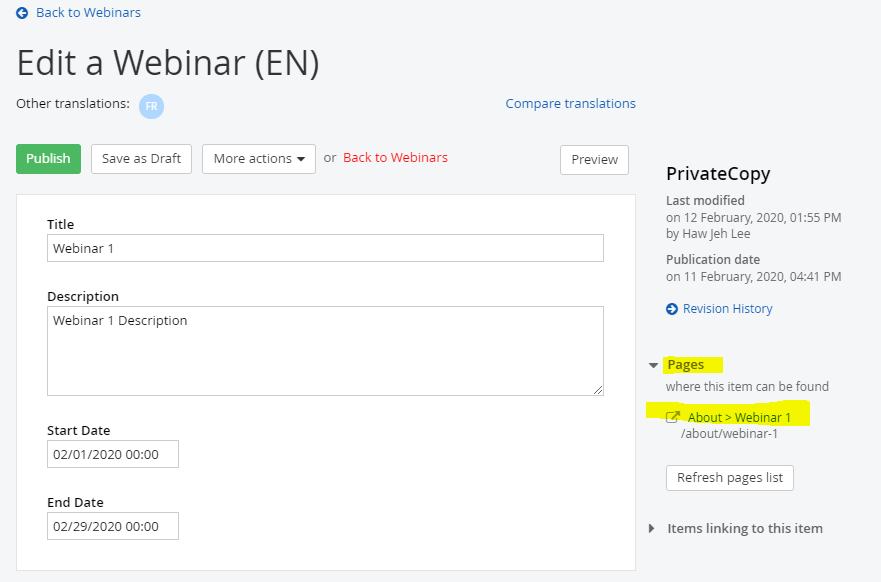 Back to Webinars
Edit a Webinar (EN)
Other translations: FR
Compare translations
Publish Save as Draft More actions or Back to Webinars Preview
Title
Webinar 1
Description
Webinar 1 Description
Start Date
02/01/2020 00:00
End Date
02/29/2020 00:00
PrivateCopy
Last modified
on 12 February, 2020, 01:55 PM
by Haw Jeh Lee
Publication date
on 11 February, 2020, 04:41 PM
Revision History
Pages
where this item can be found
About > Webinar 1
/about/webinar-1
Refresh pages list
Items linking to this item